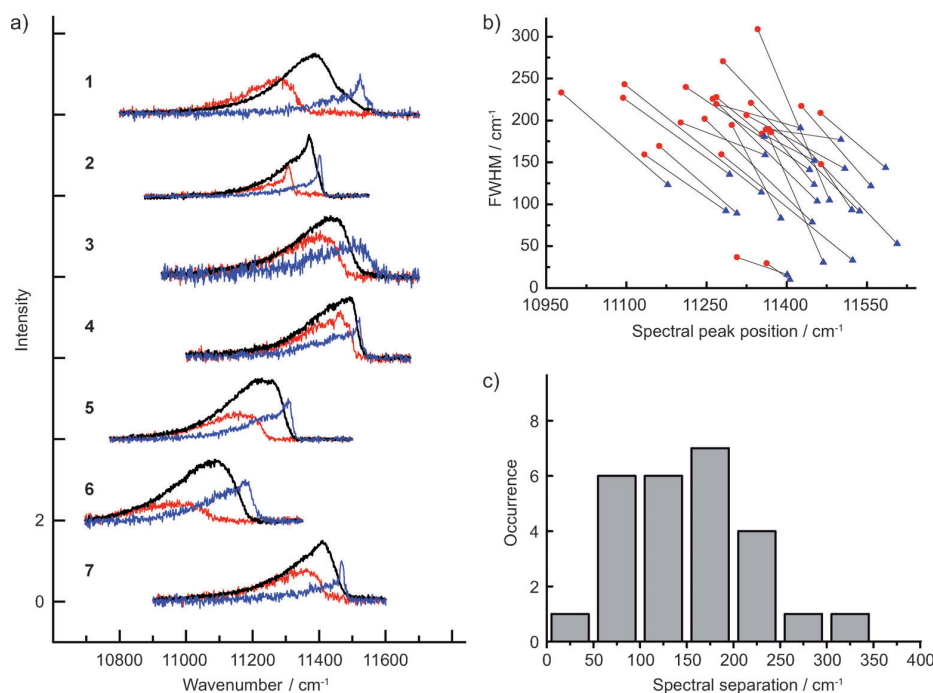 a)
1
2
3
4
5
6
7
2
0
Intensity
10800 11000 11200 11400 11600
Wavenumber / cm-1
b)
300
250
200
150
100
50
0
FWHM / cm-1
10950 11100 11250 11400 11550
Spectral peak position / cm-1
c)
8
6
4
2
0
Occurrrence
0 50 100 150 200 250 300 350 400
Spectral separation / cm-1